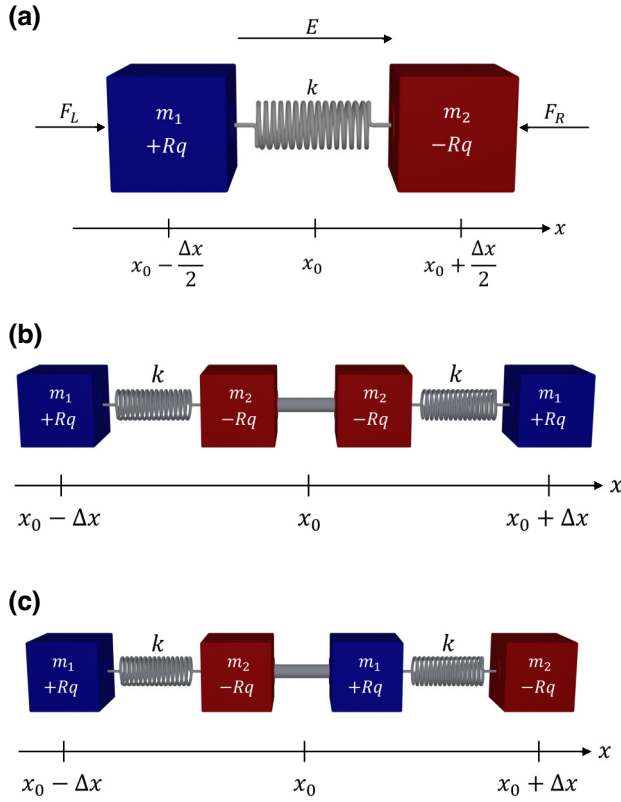 (a)
E
k
F_L
m_1
+Rq
m_2
−Rq
F_R
x
x_0 − Δx/2
x_0
x_0 + Δx/2
(b)
k
k
m_1
+Rq
m_2
−Rq
m_2
−Rq
m_1
+Rq
x
x_0 − Δx
x_0
x_0 + Δx
(c)
k
k
m_1
+Rq
m_2
−Rq
m_1
+Rq
m_2
−Rq
x
x_0 − Δx
x_0
x_0 + Δx